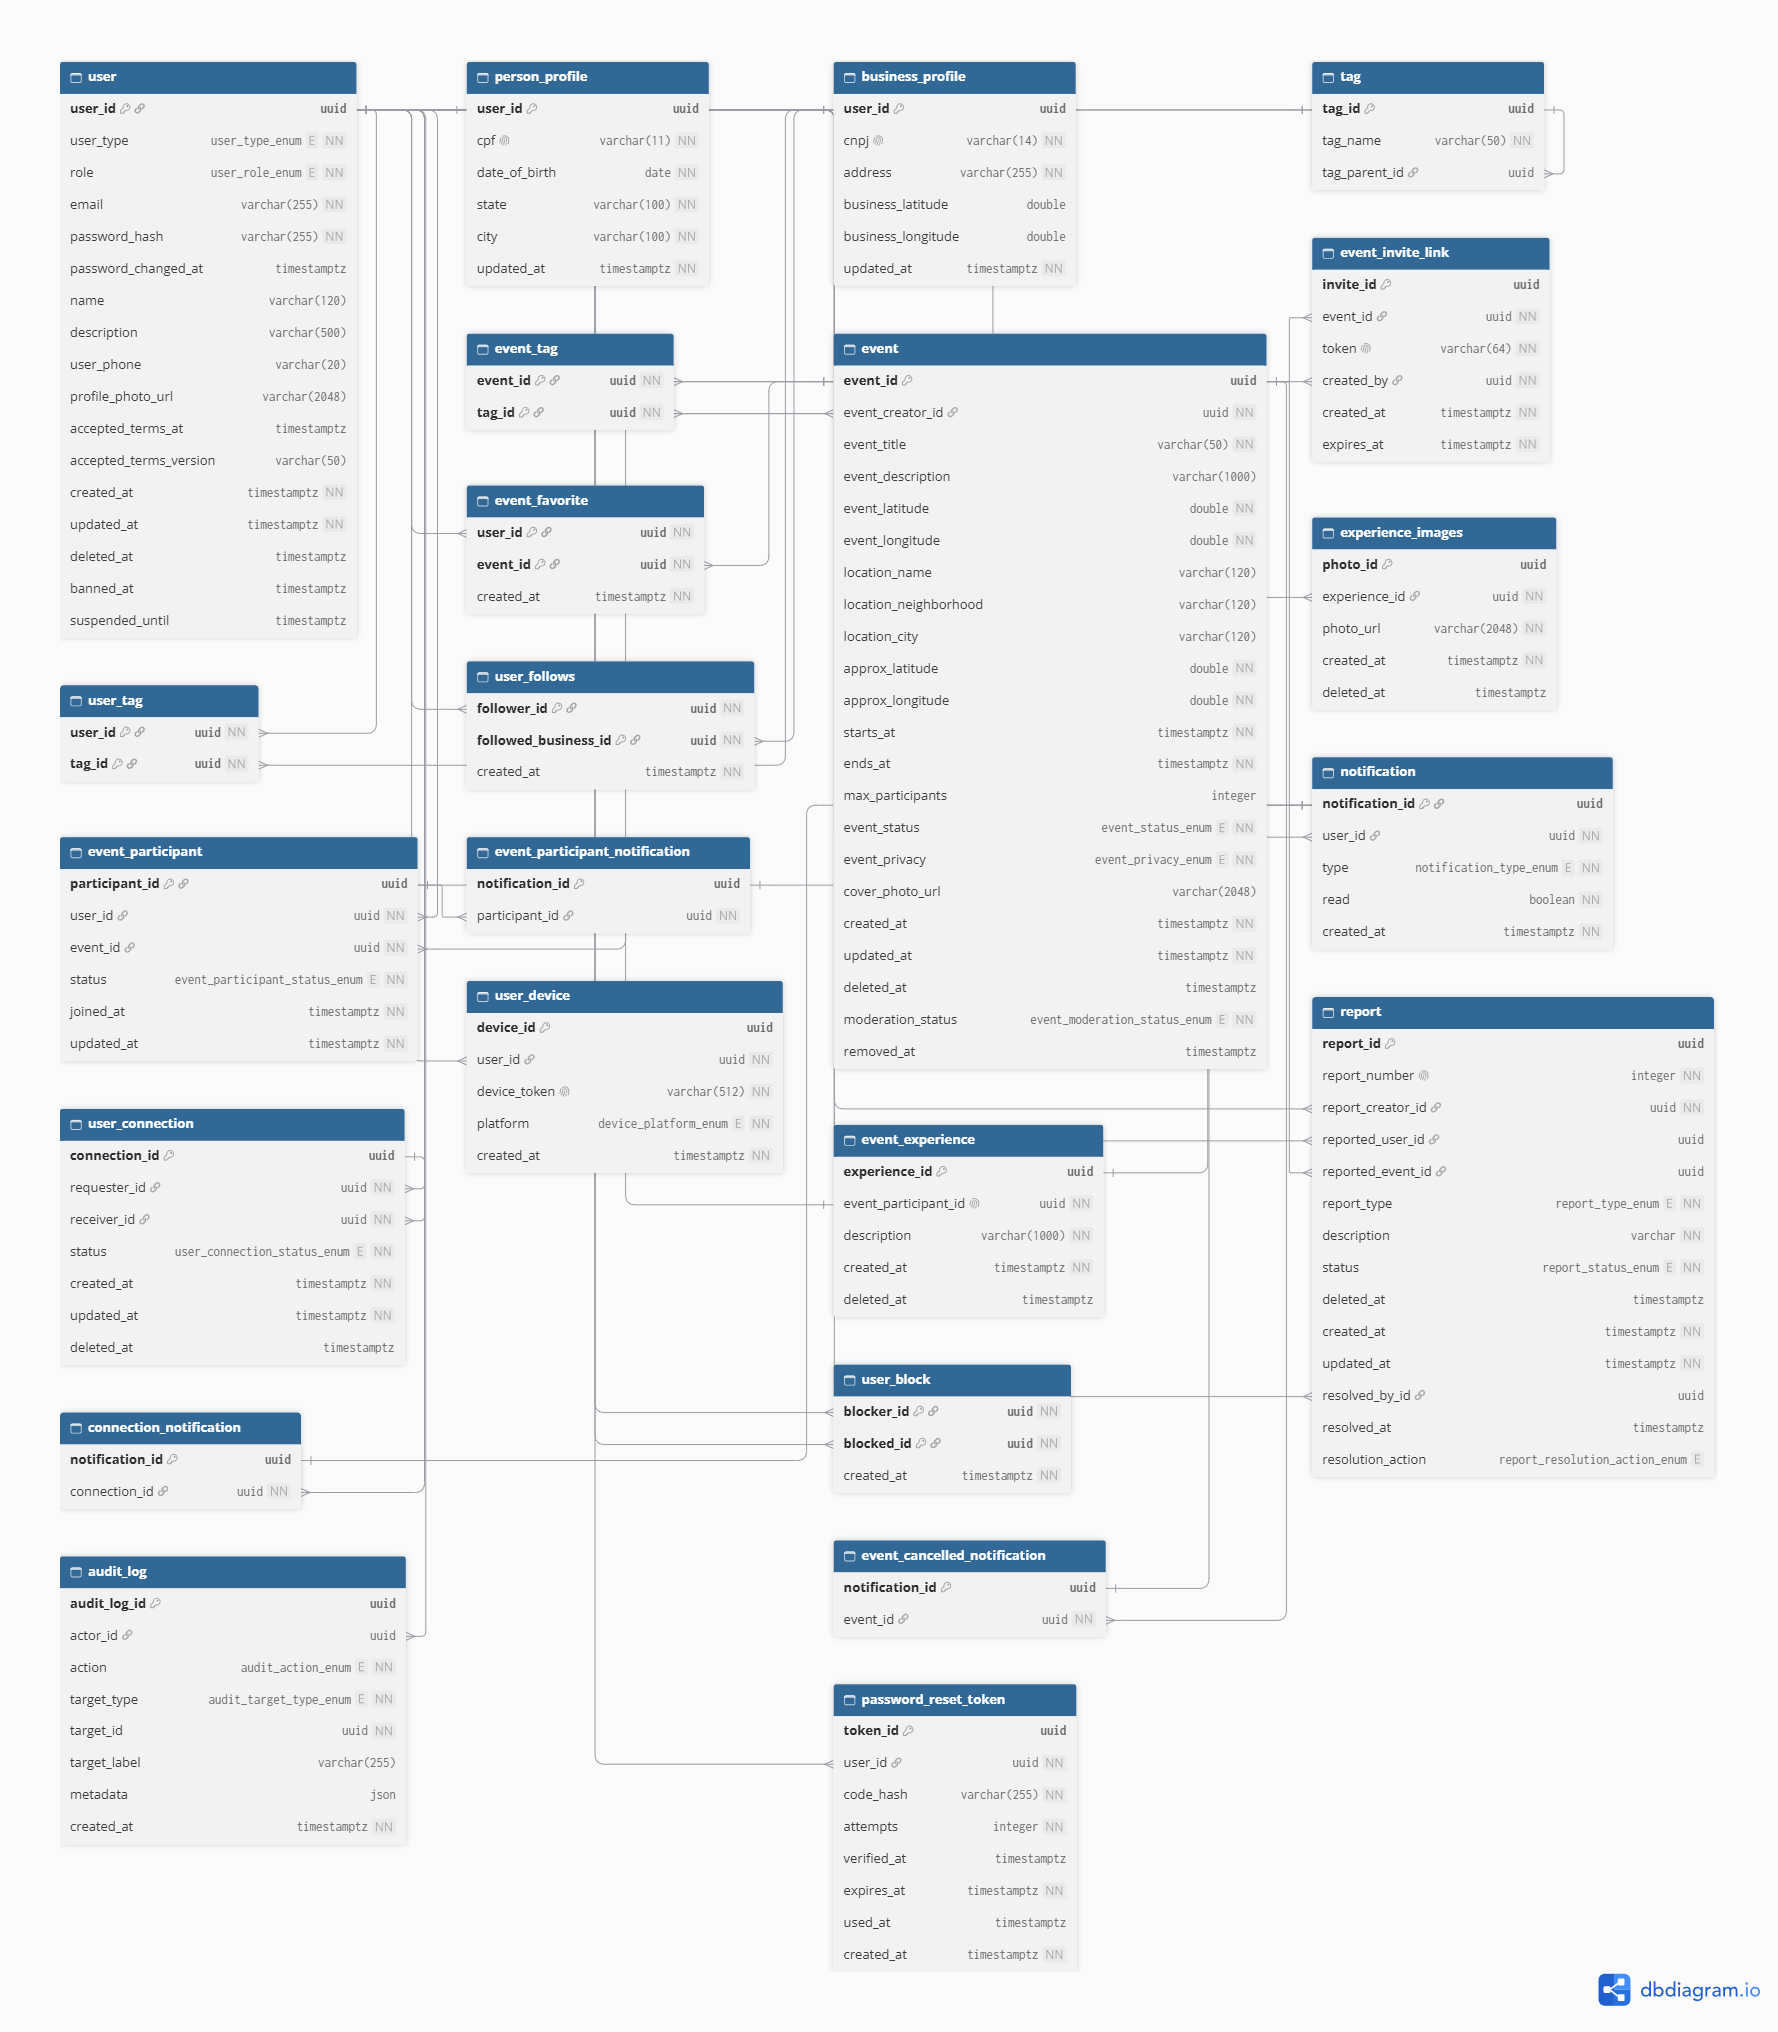 user
user_id uuid
user_type user_type_enum E NN
role user_role_enum E NN
email varchar(255) NN
password_hash varchar(255) NN
password_changed_at timestamptz
name varchar(120)
description varchar(500)
user_phone varchar(20)
profile_photo_url varchar(2048)
accepted_terms_at timestamptz
accepted_terms_version varchar(50)
created_at timestamptz NN
updated_at timestamptz NN
deleted_at timestamptz
banned_at timestamptz
suspended_until timestamptz
user_tag
user_id uuid NN
tag_id uuid NN
event_participant
participant_id uuid
user_id uuid NN
event_id uuid NN
status event_participant_status_enum E NN
joined_at timestamptz NN
updated_at timestamptz NN
user_connection
connection_id uuid
requester_id uuid NN
receiver_id uuid NN
status user_connection_status_enum E NN
created_at timestamptz NN
updated_at timestamptz NN
deleted_at timestamptz
connection_notification
notification_id uuid
connection_id uuid NN
audit_log
audit_log_id uuid
actor_id uuid
action audit_action_enum E NN
target_type audit_target_type_enum E NN
target_id uuid NN
target_label varchar(255)
metadata json
created_at timestamptz NN
person_profile
user_id uuid
cpf varchar(11) NN
date_of_birth date NN
state varchar(100) NN
city varchar(100) NN
updated_at timestamptz NN
event_tag
event_id uuid NN
tag_id uuid NN
event_favorite
user_id uuid NN
event_id uuid NN
created_at timestamptz NN
user_follows
follower_id uuid NN
followed_business_id uuid NN
created_at timestamptz NN
event_participant_notification
notification_id uuid
participant_id uuid NN
user_device
device_id uuid
user_id uuid NN
device_token varchar(512) NN
platform device_platform_enum E NN
created_at timestamptz NN
business_profile
user_id uuid
cnpj varchar(14) NN
address varchar(255) NN
business_latitude double
business_longitude double
updated_at timestamptz NN
event
event_id uuid
event_creator_id uuid NN
event_title varchar(50) NN
event_description varchar(1000)
event_latitude double NN
event_longitude double NN
location_name varchar(120)
location_neighborhood varchar(120)
location_city varchar(120)
approx_latitude double NN
approx_longitude double NN
starts_at timestamptz NN
ends_at timestamptz NN
max_participants integer
event_status event_status_enum E NN
event_privacy event_privacy_enum E NN
cover_photo_url varchar(2048)
created_at timestamptz NN
updated_at timestamptz NN
deleted_at timestamptz
moderation_status event_moderation_status_enum E NN
removed_at timestamptz
event_experience
experience_id uuid
event_participant_id uuid NN
description varchar(1000) NN
created_at timestamptz NN
deleted_at timestamptz
user_block
blocker_id uuid NN
blocked_id uuid NN
created_at timestamptz NN
event_cancelled_notification
notification_id uuid
event_id uuid NN
password_reset_token
token_id uuid
user_id uuid NN
code_hash varchar(255) NN
attempts integer NN
verified_at timestamptz
expires_at timestamptz NN
used_at timestamptz
created_at timestamptz NN
tag
tag_id uuid
tag_name varchar(50) NN
tag_parent_id uuid
event_invite_link
invite_id uuid
event_id uuid NN
token varchar(64) NN
created_by uuid NN
created_at timestamptz NN
expires_at timestamptz NN
experience_images
photo_id uuid
experience_id uuid NN
photo_url varchar(2048) NN
created_at timestamptz NN
deleted_at timestamptz
notification
notification_id uuid
user_id uuid NN
type notification_type_enum E NN
read boolean NN
created_at timestamptz NN
report
report_id uuid
report_number integer NN
report_creator_id uuid NN
reported_user_id uuid
reported_event_id uuid
report_type report_type_enum E NN
description varchar NN
status report_status_enum E NN
deleted_at timestamptz
created_at timestamptz NN
updated_at timestamptz NN
resolved_by_id uuid
resolved_at timestamptz
resolution_action report_resolution_action_enum E
dbdiagram.io